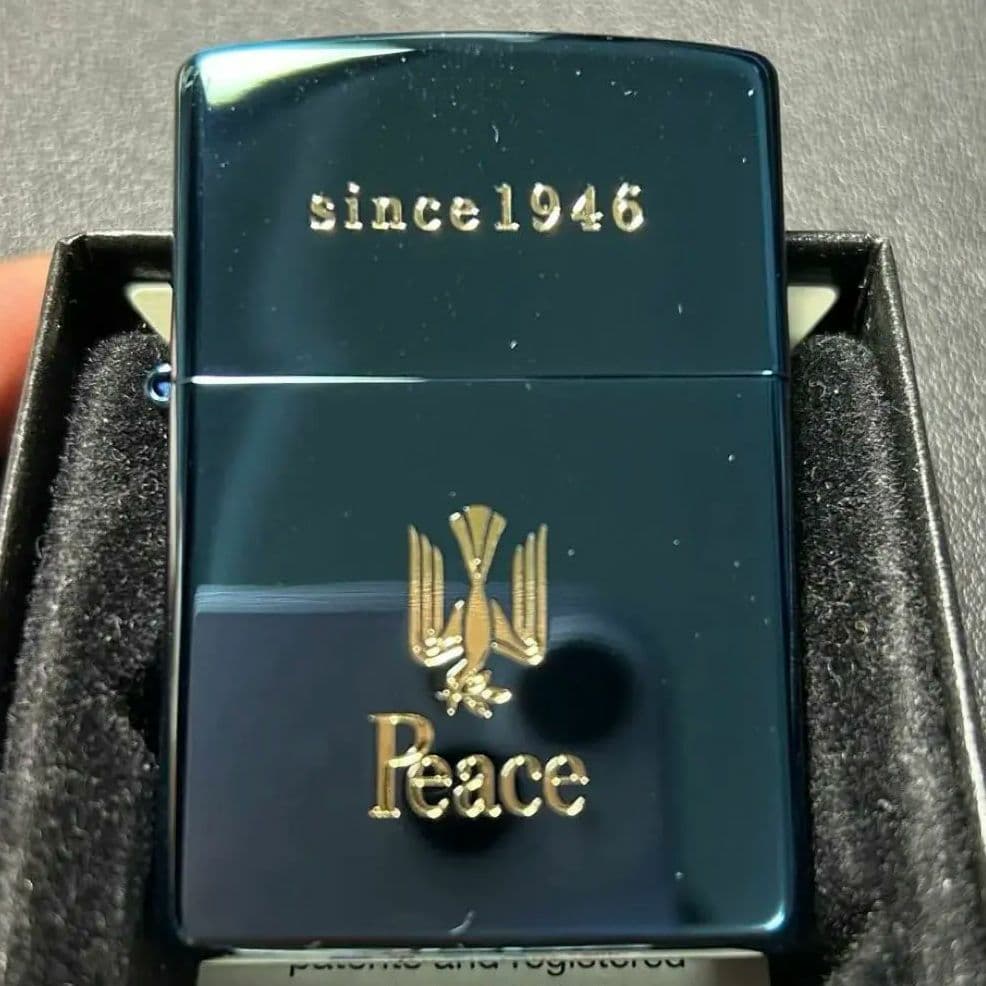 since1946
Peace
patents and registered